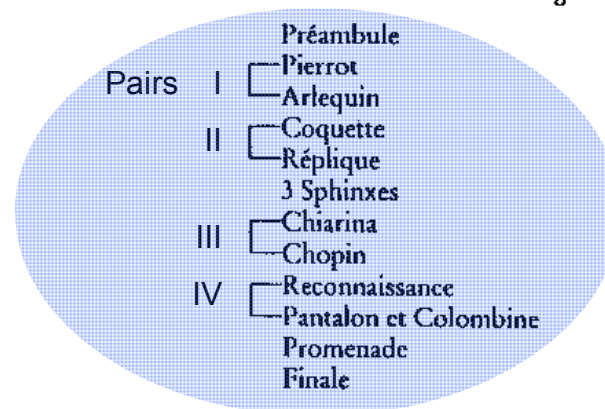 Préambule
Pairs I Pierrot
Arlequin
II Coquette
Réplique
3 Sphinxes
III Chiarina
Chopin
IV Reconnaissance
Pantalon et Colombine
Promenade
Finale